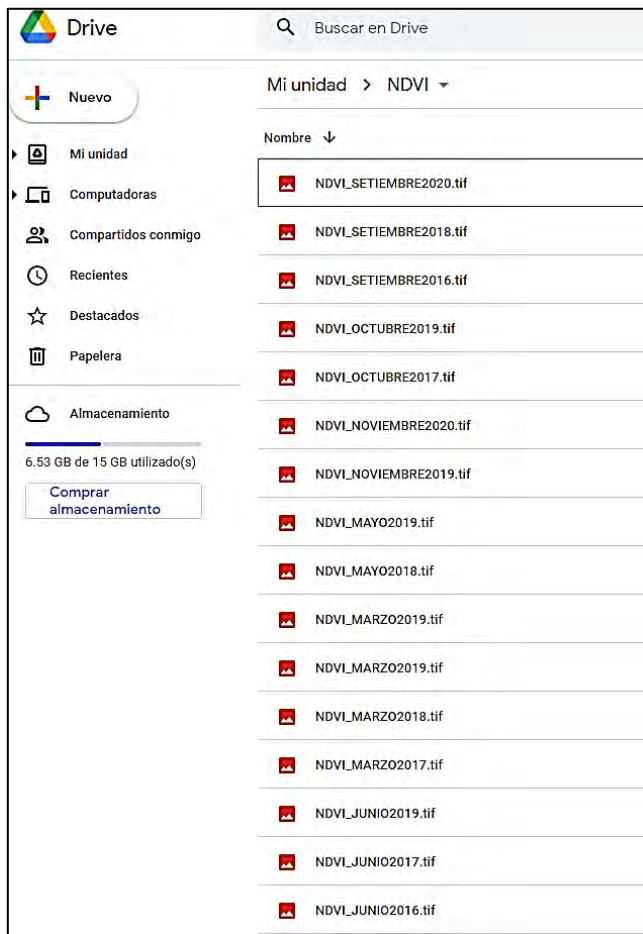 Drive
Buscar en Drive
Nuevo
Mi unidad
Computadoras
Compartidos conmigo
Recientes
Destacados
Papelera
Almacenamiento
6.53 GB de 15 GB utilizado(s)
Comprar
almacenamiento
Mi unidad > NDVI
Nombre
NDVI_SETIEMBRE2020.tif
NDVI_SETIEMBRE2018.tif
NDVI_SETIEMBRE2016.tif
NDVI_OCTUBRE2019.tif
NDVI_OCTUBRE2017.tif
NDVI_NOVIEMBRE2020.tif
NDVI_NOVIEMBRE2019.tif
NDVI_MAYO2019.tif
NDVI_MAYO2018.tif
NDVI_MARZO2019.tif
NDVI_MARZO2019.tif
NDVI_MARZO2018.tif
NDVI_MARZO2017.tif
NDVI_JUNIO2019.tif
NDVI_JUNIO2017.tif
NDVI_JUNIO2016.tif